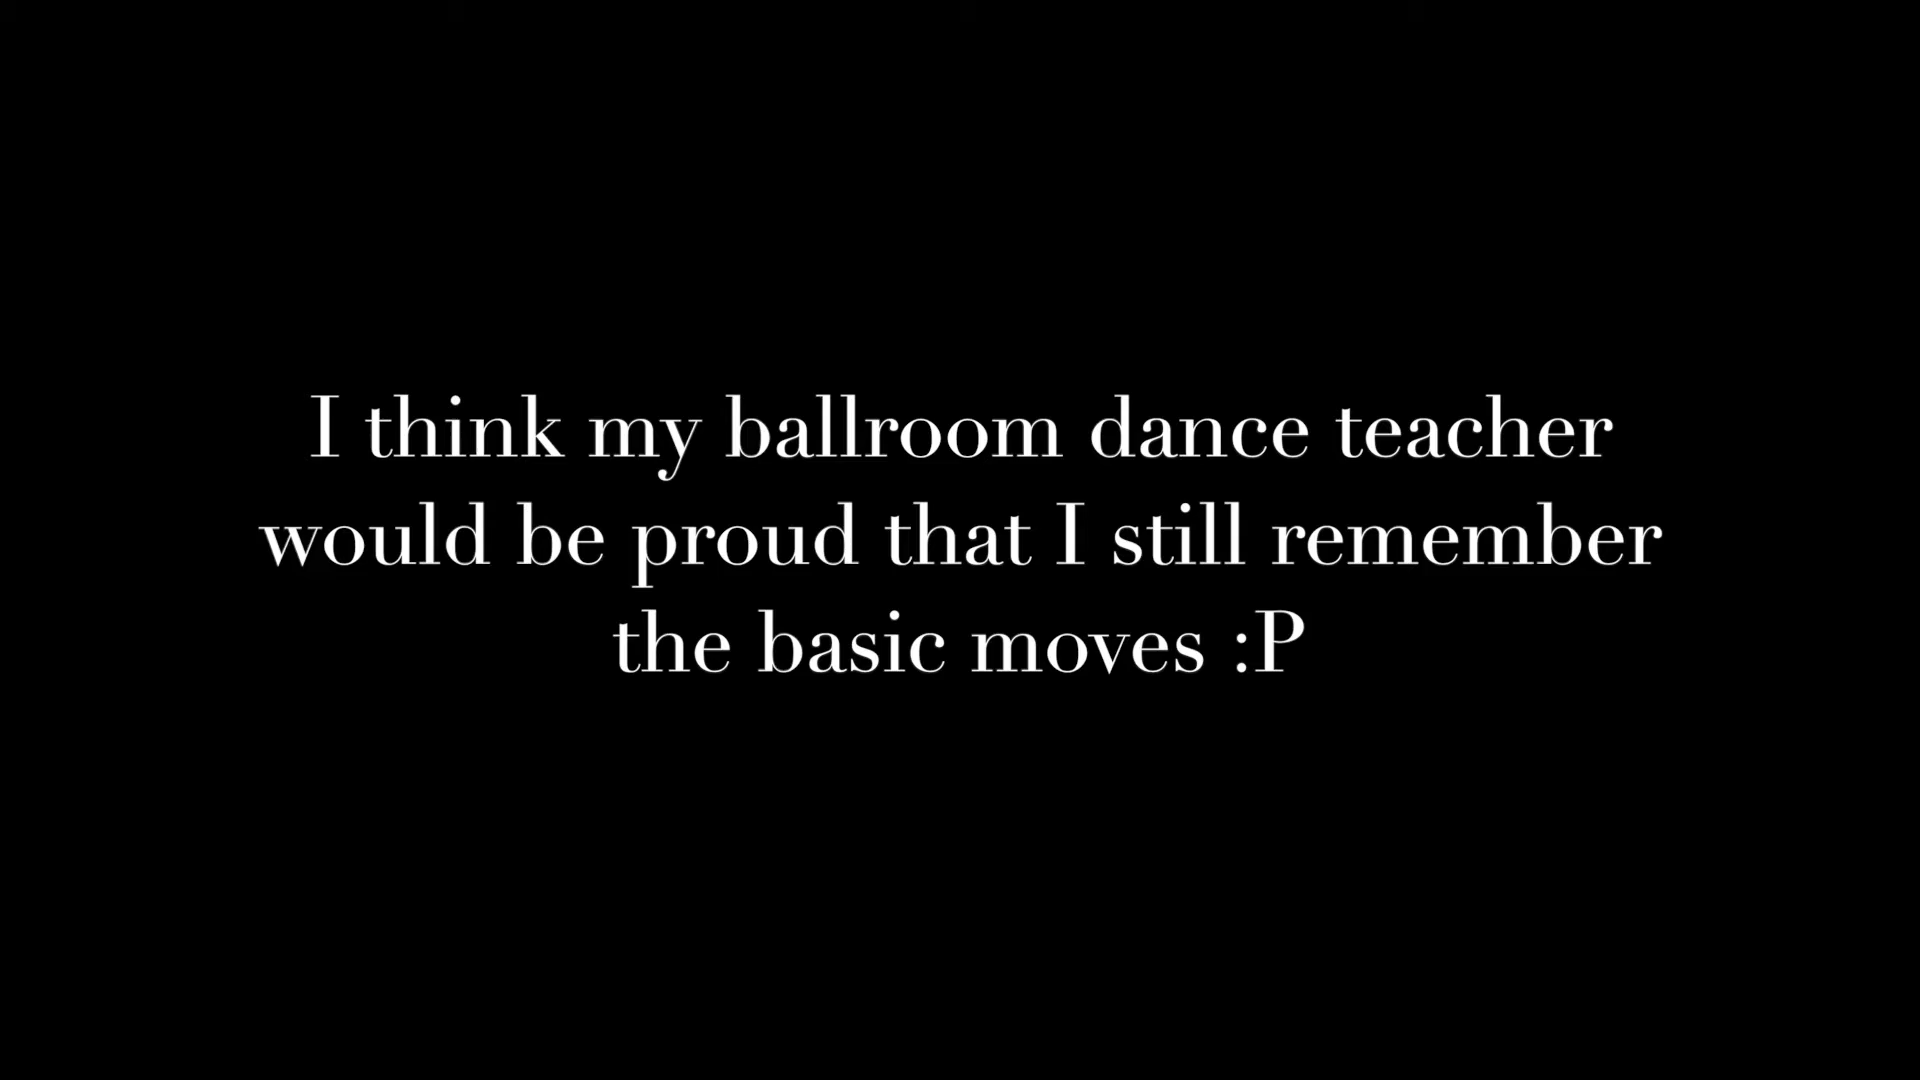 I think my ballroom dance teacher
would be proud that I still remember
the basic moves :P